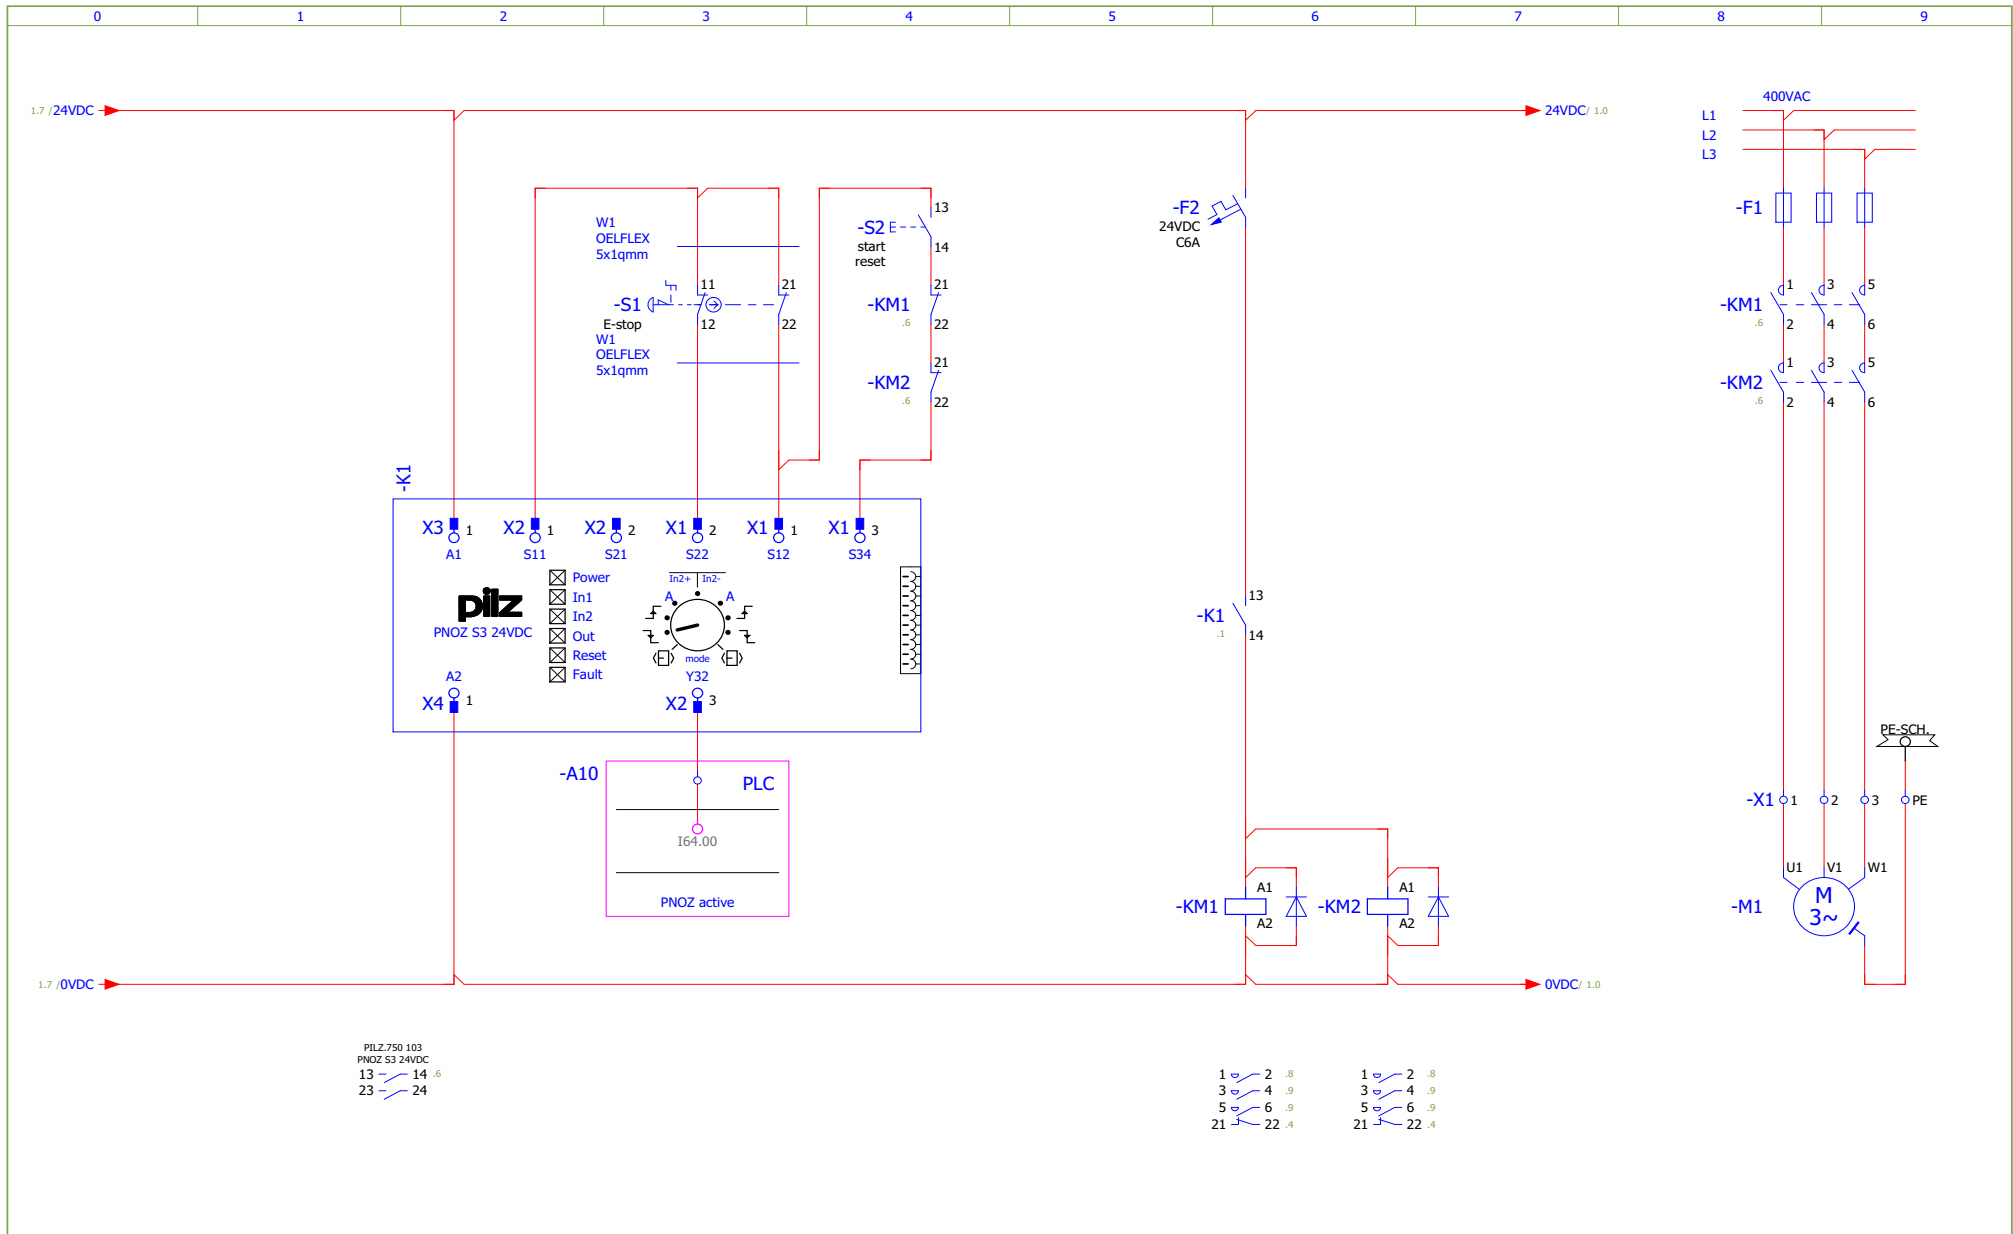 0 1 2 3 4 5 6 7 8 9
1.7 /24VDC
24VDC/ 1.0
400VAC
L1
L2
L3
W1
OELFLEX
5x1qmm
-S2
start
reset
13
14
-F2
24VDC
C6A
-F1
-S1
E-stop
11
12
21
22
W1
OELFLEX
5x1qmm
-KM1
.6
21
22
-KM2
.6
21
22
-KM1
.6
1 3 5
2 4 6
-KM2
.6
1 3 5
2 4 6
-K1
X3 1
A1
X2 1
S11
X2 2
S21
X1 2
S22
X1 1
S12
X1 3
S34
pilz
PNOZ S3 24VDC
Power
In1
In2
Out
Reset
Fault
In2+ In2-
A A
mode
A2
X4 1
Y32
X2 3
-K1
.1
13
14
-A10
PLC
I64.00
PNOZ active
PE-SCH.
-X1 1 2 3 PE
-KM1
A1
A2
-KM2
A1
A2
U1 V1 W1
-M1
M
3~
1.7 /0VDC
0VDC/ 1.0
PILZ.750 103
PNOZ S3 24VDC
13 14 .6
23 24
1 2 .8
3 4 .9
5 6 .9
21 22 .4
1 2 .8
3 4 .9
5 6 .9
21 22 .4